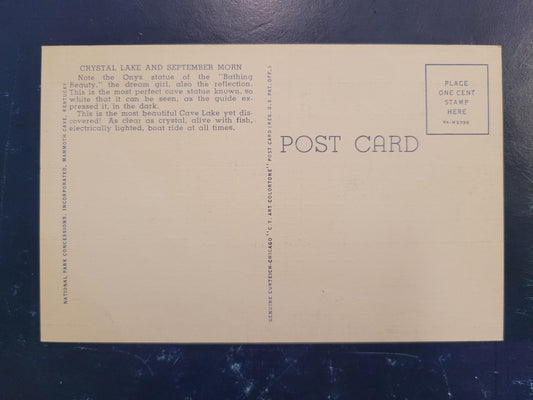 CRYSTAL LAKE AND SEPTEMBER MORN
Note the Onyx statue of the "Bathing
Beauty," the dream girl, also the reflection.
This is the most perfect cave statue known, so
white that it can be seen, as the guide ex-
pressed it, in the dark.
This is the most beautiful Cave Lake yet dis-
covered! As clear as crystal, alive with fish,
electrically lighted, boat ride at all times.
NATIONAL PARK CONCESSIONS, INCORPORATED, MAMMOTH CAVE, KENTUCKY
GENUINE CURTEICH-CHICAGO "C. T. ART-COLORTONE" POST CARD (REG. U.S. PAT. OFF.)
POST CARD
PLACE
ONE CENT
STAMP
HERE